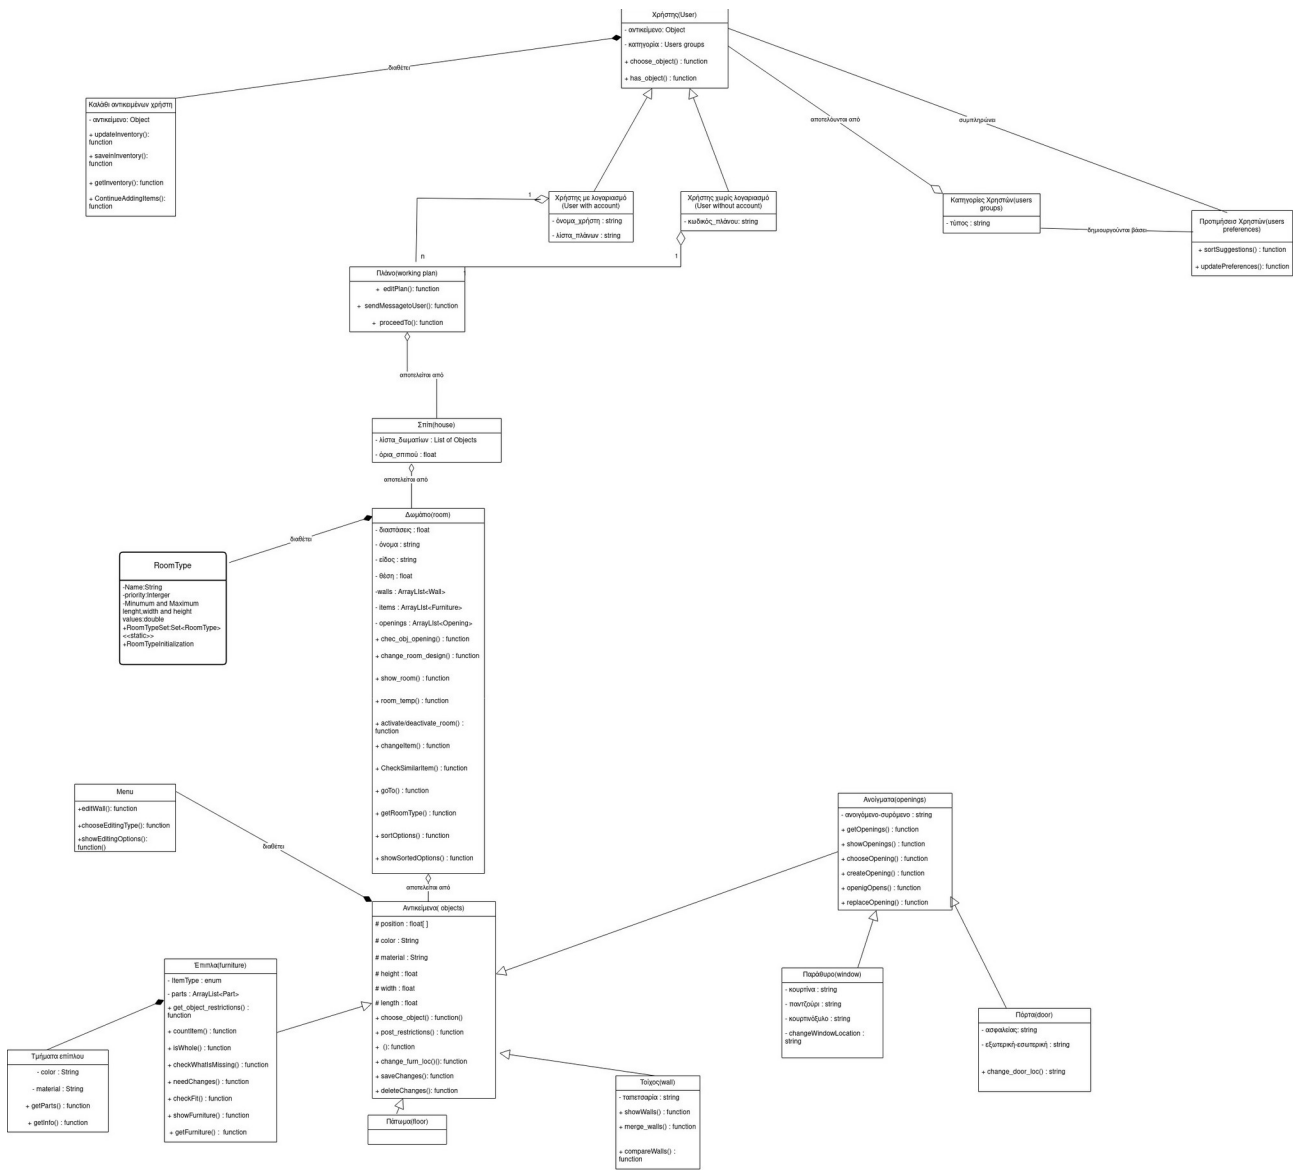 Χρήστης(User)
- αντικείμενο: Object
- κατηγορία : Users groups
+ choose_object() : function
+ has_object() : function
διαθέτει
Καλάθι αντικειμένων χρήστη
- αντικείμενο: Object
+ updateInventory():
function
+ saveinInventory():
function
+ getInventory(): function
+ ContinueAddingItems():
function
αποτελούνται από
συμπληρώνει
1
Χρήστης με λογαριασμό
(User with account)
- όνομα_χρήστη : string
- λίστα_πλάνων : string
Χρήστης χωρίς λογαριασμό
(User without account)
- κωδικός_πλάνου: string
Κατηγορίες Χρηστών(users
groups)
- τύπος : string
δημιουργούνται βάσει
Προτιμήσεισ Χρηστών(users
preferences)
+ sortSuggestions() : function
+ updatePreferences(): function
n
1
1
Πλάνο(working plan)
+ editPlan(): function
+ sendMessagetoUser(): function
+ proceedTo(): function
αποτελείται από
Σπίτι(house)
- λίστα_δωματίων : List of Objects
- όρια_σπιτιού : float
αποτελείται από
Δωμάτιο(room)
- διαστάσεις : float
- όνομα : string
- είδος : string
- θέση : float
-walls : ArrayList<Wall>
- items : ArrayList<Furniture>
- openings : ArrayList<Opening>
+ chec_obj_opening() : function
+ change_room_design() : function
+ show_room() : function
+ room_temp() : function
+ activate/deactivate_room() :
function
+ changeItem() : function
+ CheckSimilarItem() : function
+ goTo() : function
+ getRoomType() : function
+ sortOptions() : function
+ showSortedOptions() : function
διαθέτει
RoomType
-Name:String
-priority:Interger
-Minumum and Maximum
lenght,width and height
values:double
+RoomTypeSet:Set<RoomType>
<<static>>
+RoomTypeInitialization
Menu
+editWall(): function
+chooseEditingType(): function
+showEditingOptions():
function()
διαθέτει
αποτελείται από
Αντικείμενα( objects)
# position : float[ ]
# color : String
# material : String
# height : float
# width : float
# length : float
+ choose_object() : function()
+ post_restrictions() : function
+ (): function
+ change_furn_loc()(: function
+ saveChanges(): function
+ deleteChanges(): function
Ανοίγματα(openings)
- ανοιγόμενο-συρόμενο : string
+ getOpenings() : function
+ showOpenings() : function
+ chooseOpening() : function
+ createOpening() : function
+ openigOpens() : function
+ replaceOpening() : function
Έπιπλα(furniture)
- itemType : enum
- parts : ArrayList<Part>
+ get_object_restrictions() :
function
+ countItem() : function
+ isWhole() : function
+ checkWhatIsMissing() : function
+ needChanges() : function
+ checkFit() : function
+ showFurniture() : function
+ getFurniture() : function
Τμήματα επίπλου
- color : String
- material : String
+ getParts() : function
+ getInfo() : function
Πάτωμα(floor)
Τοίχος(wall)
- ταπετσαρία : string
+ showWalls() : function
+ merge_walls() : function
+ compareWalls() :
function
Παράθυρο(window)
- κουρτίνα : string
- παντζούρι : string
- κουρτινόξυλο : string
- changeWindowLocation :
string
Πόρτα(door)
- ασφαλείας: string
- εξωτερική-εσωτερική : string
+ change_door_loc() : string